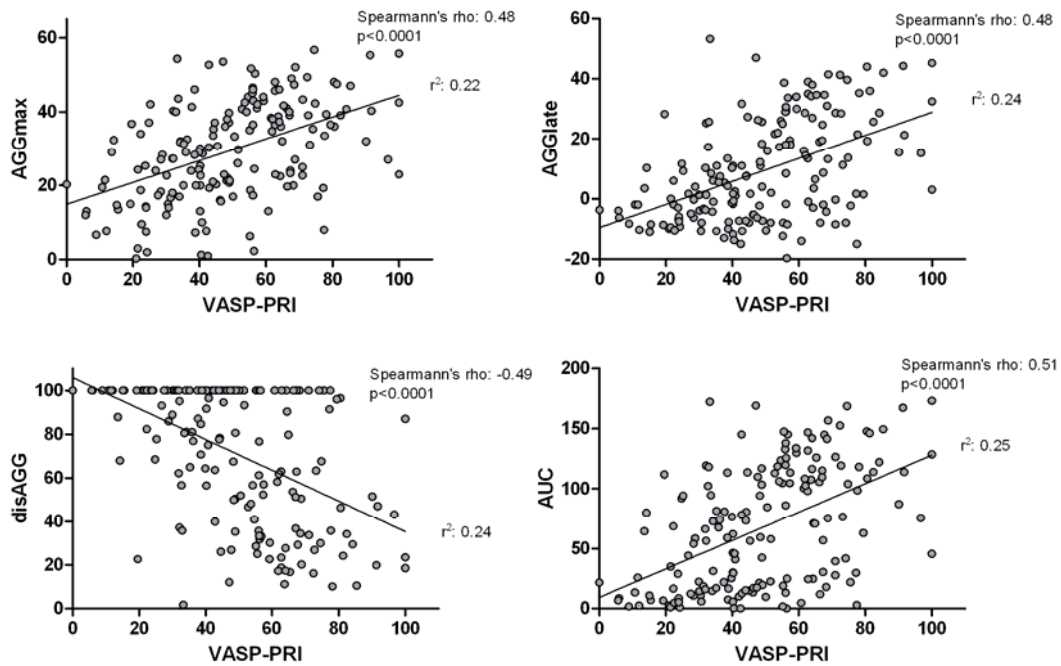 Spearmann's rho: 0.48
p<0.0001
r²: 0.22
AGGmax
60
40
20
0
0 20 40 60 80 100
VASP-PRI
Spearmann's rho: 0.48
p<0.0001
r²: 0.24
AGGlate
60
40
20
0
-20
0 20 40 60 80 100
VASP-PRI
Spearmann's rho: -0.49
p<0.0001
r²: 0.24
disAGG
100
80
60
40
20
0
0 20 40 60 80 100
VASP-PRI
Spearmann's rho: 0.51
p<0.0001
r²: 0.25
AUC
200
150
100
50
0
0 20 40 60 80 100
VASP-PRI